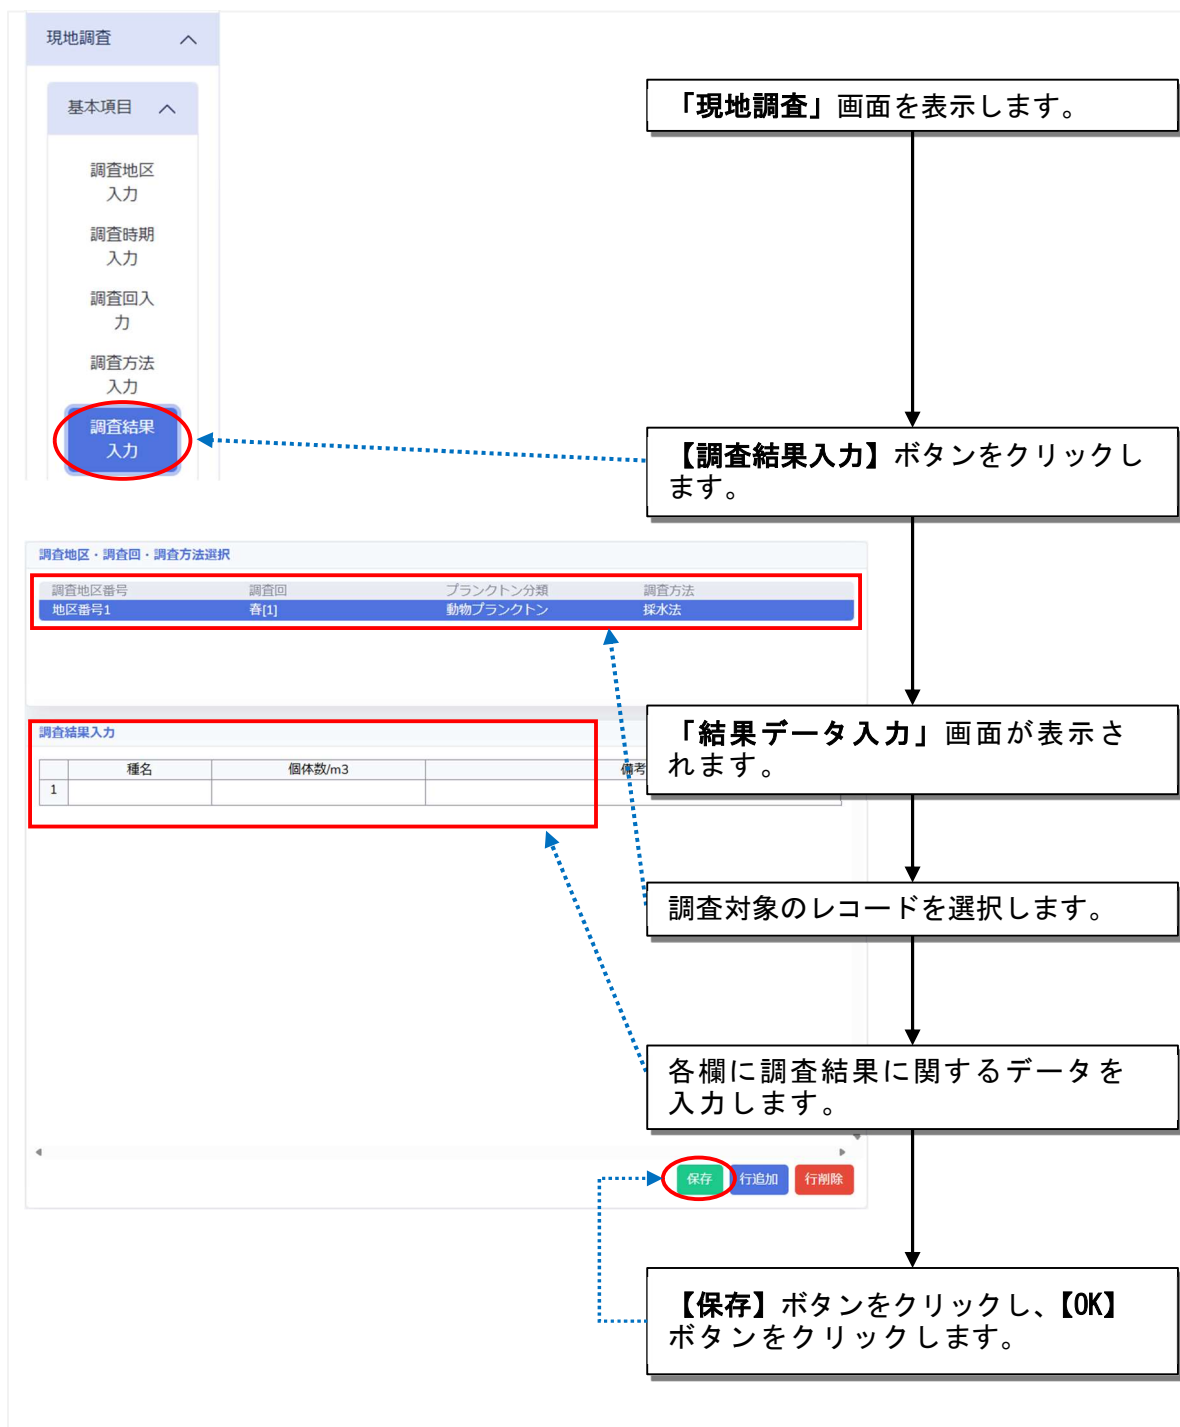 現地調査
基本項目
調査地区
入力
調査時期
入力
調査回入
力
調査方法
入力
調査結果
入力
「現地調査」画面を表示します。
【調査結果入力】ボタンをクリックし
ます。
調査地区・調査回・調査方法選択
調査地区番号 調査回 プランクトン分類 調査方法
地区番号1 春[1] 動物プランクトン 採水法
「結果データ入力」画面が表示さ
れます。
調査結果入力
種名 個体数/m3 備考
1
調査対象のレコードを選択します。
各欄に調査結果に関するデータを
入力します。
保存 行追加 行削除
【保存】ボタンをクリックし、【OK】
ボタンをクリックします。